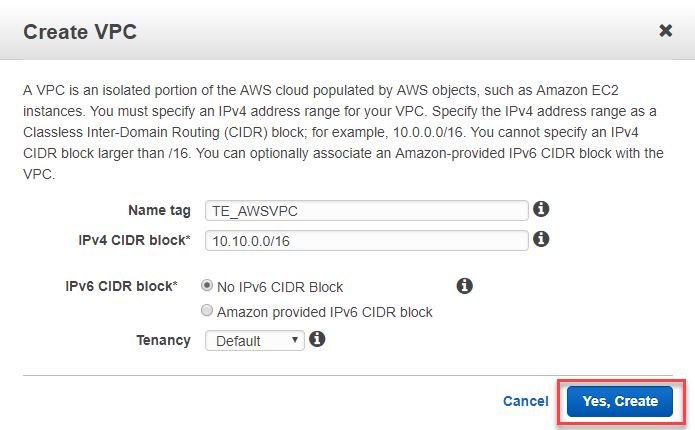 Create VPC
A VPC is an isolated portion of the AWS cloud populated by AWS objects, such as Amazon EC2
instances. You must specify an IPv4 address range for your VPC. Specify the IPv4 address range as a
Classless Inter-Domain Routing (CIDR) block; for example, 10.0.0.0/16. You cannot specify an IPv4
CIDR block larger than /16. You can optionally associate an Amazon-provided IPv6 CIDR block with the
VPC.
Name tag TE_AWSVPC
IPv4 CIDR block* 10.10.0.0/16
IPv6 CIDR block* No IPv6 CIDR Block
Amazon provided IPv6 CIDR block
Tenancy Default
Cancel Yes, Create